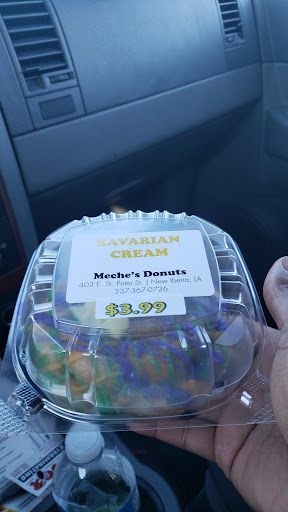 BAVARIAN
CREAM
Meche's Donuts
403 E. St. Peter St. | New Iberia, LA
337-367-0726
$3.99